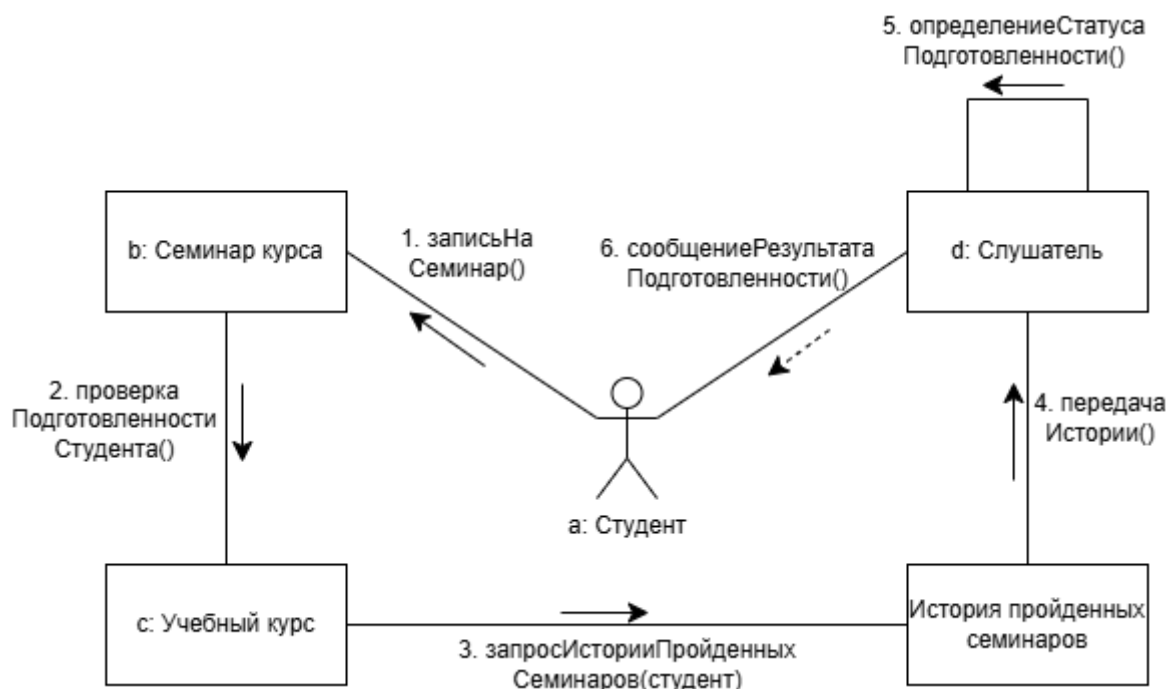 5. определениеСтатуса
Подготовленности()
b: Семинар курса
1. записьНа
Семинар()
6. сообщениеРезультата
Подготовленности()
d: Слушатель
2. проверка
Подготовленности
Студента()
4. передача
Истории()
a: Студент
c: Учебный курс
3. запросИсторииПройденных
Семинаров(студент)
История пройденных
семинаров